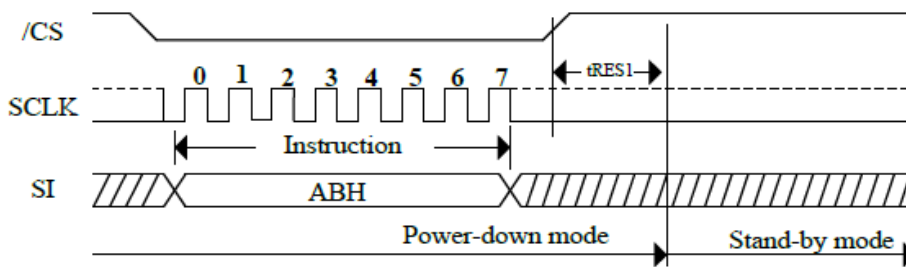 /CS
tRES1
0 1 2 3 4 5 6 7
SCLK
Instruction
SI
ABH
Power-down mode
Stand-by mode